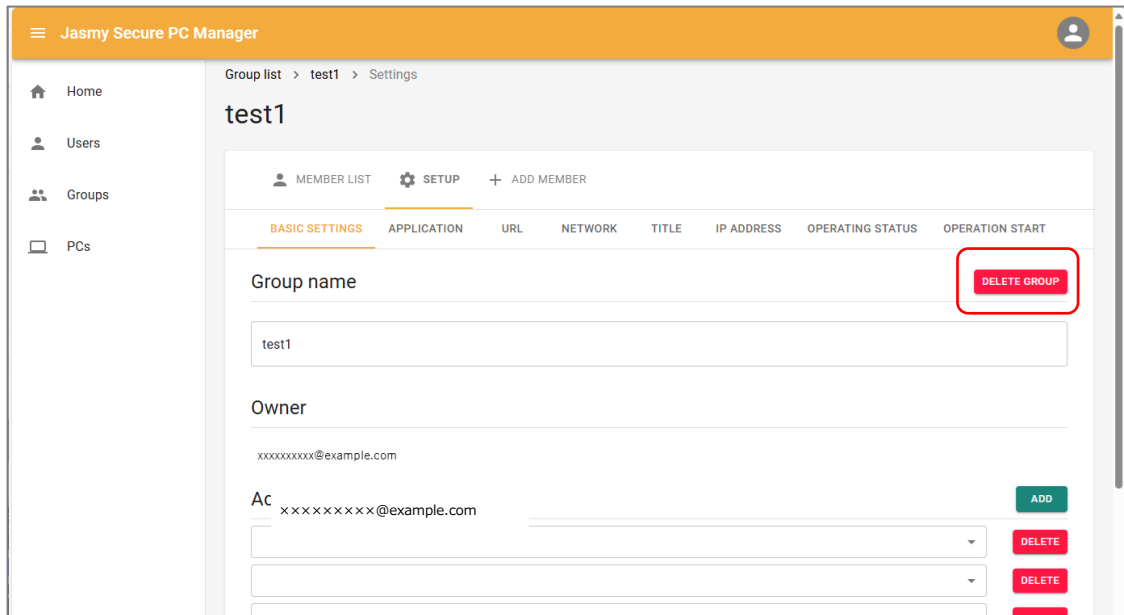 Jasmy Secure PC Manager
Home
Users
Groups
PCs
Group list > test1 > Settings
test1
MEMBER LIST SETUP + ADD MEMBER
BASIC SETTINGS APPLICATION URL NETWORK TITLE IP ADDRESS OPERATING STATUS OPERATION START
Group name DELETE GROUP
test1
Owner
xxxxxxxxxx@example.com
ADD
×××××××××@example.com
DELETE
DELETE